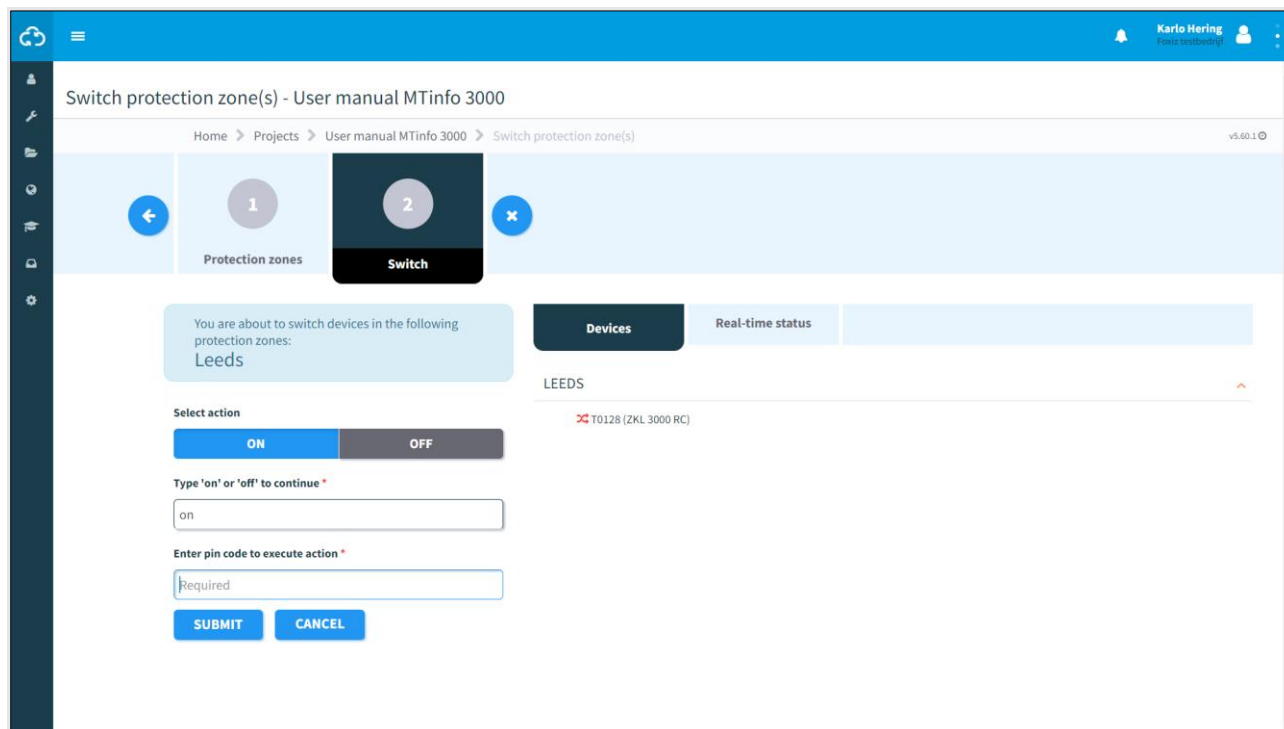 Karlo Hering
Foxiz testbedrijf
Switch protection zone(s) - User manual MTinfo 3000
Home > Projects > User manual MTinfo 3000 > Switch protection zone(s)
v5.60.1
1
2
Protection zones
Switch
You are about to switch devices in the following
protection zones:
Leeds
Devices
Real-time status
LEEDS
T0128 (ZKL 3000 RC)
Select action
ON
OFF
Type 'on' or 'off' to continue *
on
Enter pin code to execute action *
Required
SUBMIT
CANCEL